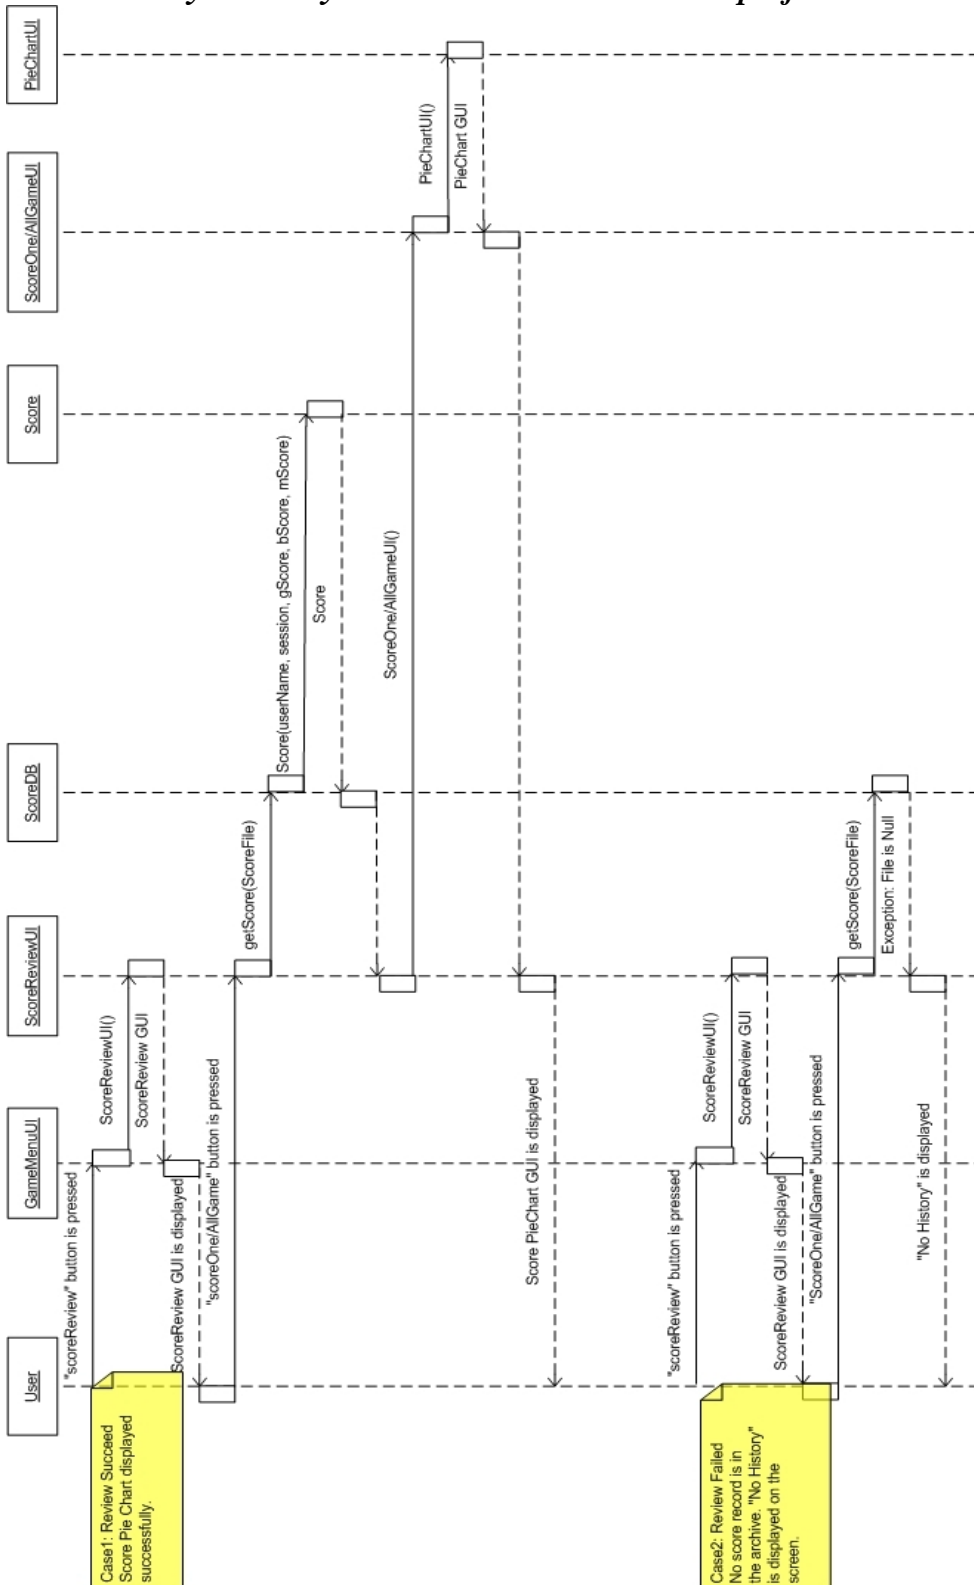 User
GameMenuUI
ScoreReviewUI
ScoreDB
Score
ScoreOne/AllGameUI
PieChartUI
"scoreReview" button is pressed
Case1: Review Succeed
Score Pie Chart displayed
successfully.
ScoreReviewUI()
ScoreReview GUI
ScoreReview GUI is displayed
"scoreOne/AllGame" button is pressed
getScore(ScoreFile)
Score(userName, session, gScore, bScore, mScore)
Score
ScoreOne/AllGameUI()
PieChartUI()
PieChart GUI
Score PieChart GUI is displayed
"scoreReview" button is pressed
Case2: Review Failed
No score record is in
the archive. "No History"
is displayed on the
screen.
ScoreReviewUI()
ScoreReview GUI
ScoreReview GUI is displayed
"ScoreOne/AllGame" button is pressed
getScore(ScoreFile)
Exception: File is Null
"No History" is displayed